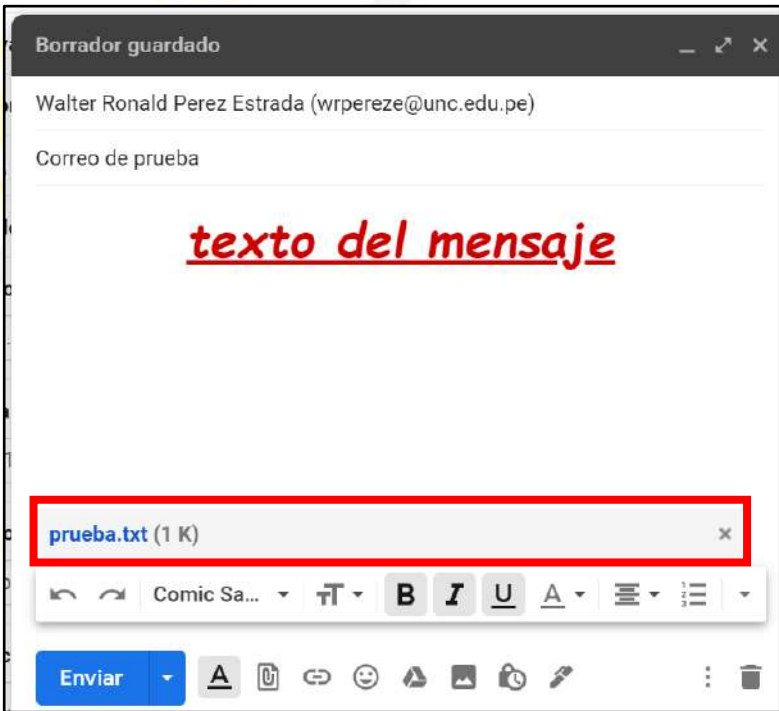 Borrador guardado
Walter Ronald Perez Estrada (wrpereze@unc.edu.pe)
Correo de prueba
texto del mensaje
prueba.txt (1 K)
Comic Sa... B I U A
Enviar A